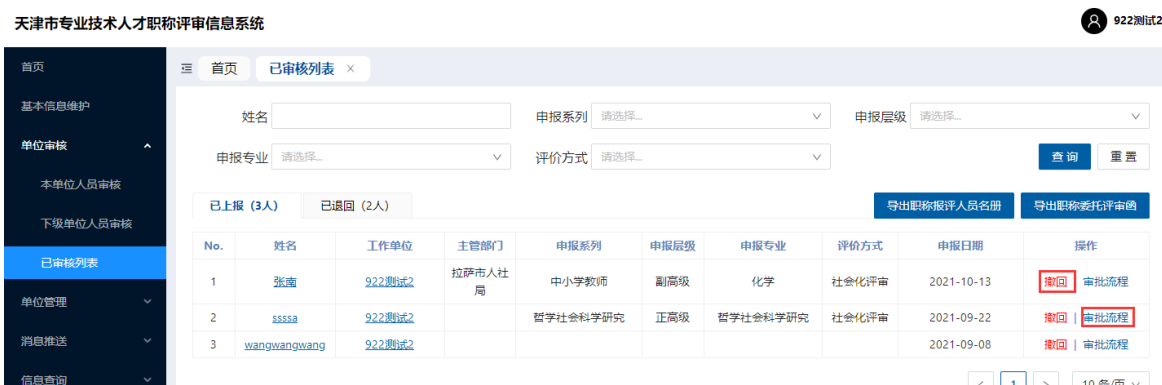 天津市专业技术人才职称评审信息系统
922测试2
首页
基本信息维护
单位审核
本单位人员审核
下级单位人员审核
已审核列表
单位管理
消息推送
信息查询
首页 已审核列表 ×
姓名 申报系列 请选择... 申报层级 请选择...
申报专业 请选择... 评价方式 请选择... 查询 重置
已上报（3人） 已退回（2人） 导出职称报评人员名册 导出职称委托评审函
No. 姓名 工作单位 主管部门 申报系列 申报层级 申报专业 评价方式 申报日期 操作
1 张南 922测试2 拉萨市人社局 中小学教师 副高级 化学 社会化评审 2021-10-13 撤回 审批流程
2 ssssa 922测试2 哲学社会科学研究 正高级 哲学社会科学研究 社会化评审 2021-09-22 撤回 | 审批流程
3 wangwangwang 922测试2 2021-09-08 撤回 | 审批流程
< 1 > 10 条/页